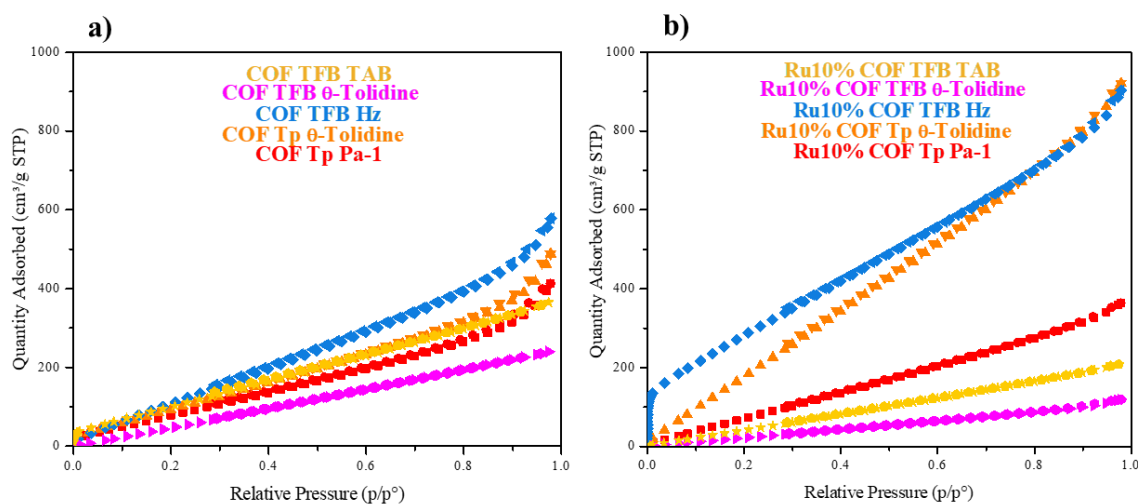 a)
COF TFB TAB
COF TFB θ-Tolidine
COF TFB Hz
COF Tp θ-Tolidine
COF Tp Pa-1
Quantity Adsorbed (cm³/g STP)
1000
800
600
400
200
0
0.0 0.2 0.4 0.6 0.8 1.0
Relative Pressure (p/p°)
b)
Ru10% COF TFB TAB
Ru10% COF TFB θ-Tolidine
Ru10% COF TFB Hz
Ru10% COF Tp θ-Tolidine
Ru10% COF Tp Pa-1
Quantity Adsorbed (cm³/g STP)
1000
800
600
400
200
0
0.0 0.2 0.4 0.6 0.8 1.0
Relative Pressure (p/p°)